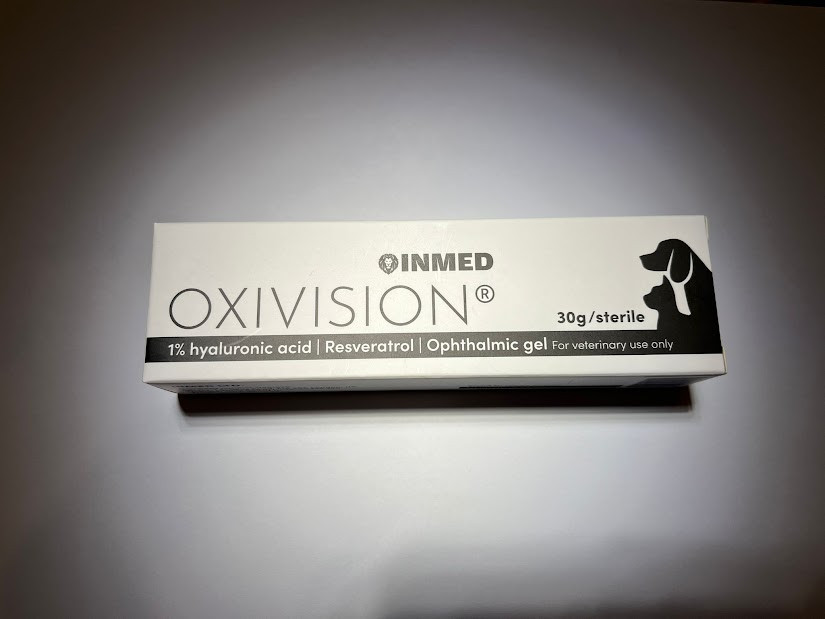 INMED
OXIVISION®
30g/sterile
1% hyaluronic acid | Resveratrol | Ophthalmic gel For veterinary use only